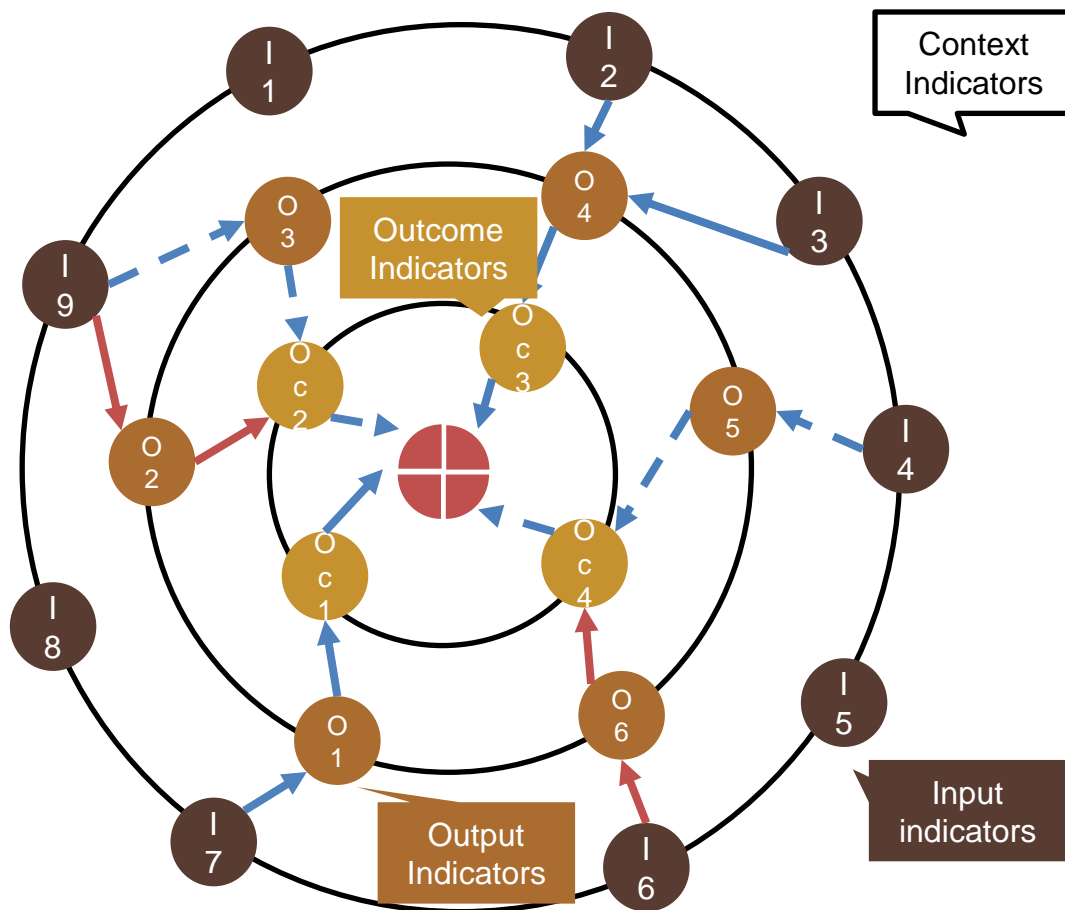 I
1
I
2
Context
Indicators
O
3
O
4
I
3
Outcome
Indicators
I
9
O
c
2
O
c
3
O
5
I
4
O
2
O
c
1
O
c
4
I
8
I
5
O
1
O
6
I
7
Output
Indicators
I
6
Input
indicators